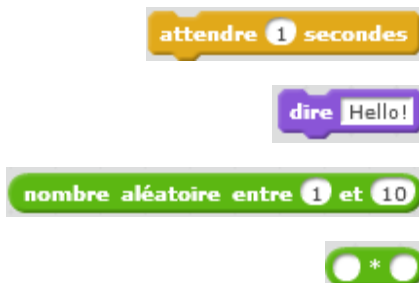 attendre 1 secondes
dire Hello!
nombre aléatoire entre 1 et 10
*